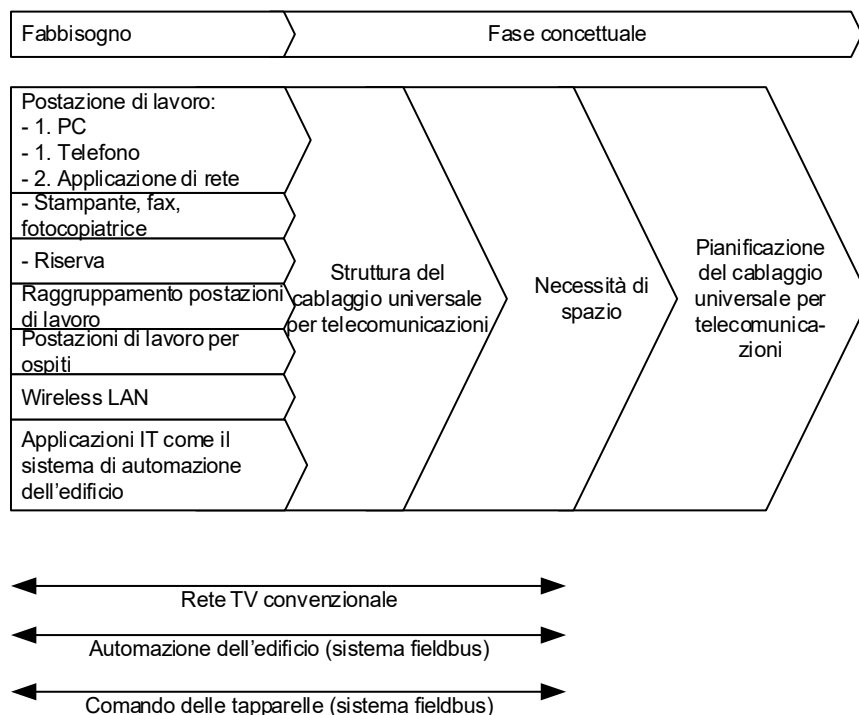 Fabbisogno
Fase concettuale
Postazione di lavoro:
- 1. PC
- 1. Telefono
- 2. Applicazione di rete
- Stampante, fax,
fotocopiatrice
- Riserva
Raggruppamento postazioni
di lavoro
Postazioni di lavoro per
ospiti
Wireless LAN
Applicazioni IT come il
sistema di automazione
dell'edificio
Struttura del
cablaggio universale
per telecomunicazioni
Necessità di
spazio
Pianificazione
del cablaggio
universale per
telecomunica-
zioni
Rete TV convenzionale
Automazione dell'edificio (sistema fieldbus)
Comando delle tapparelle (sistema fieldbus)